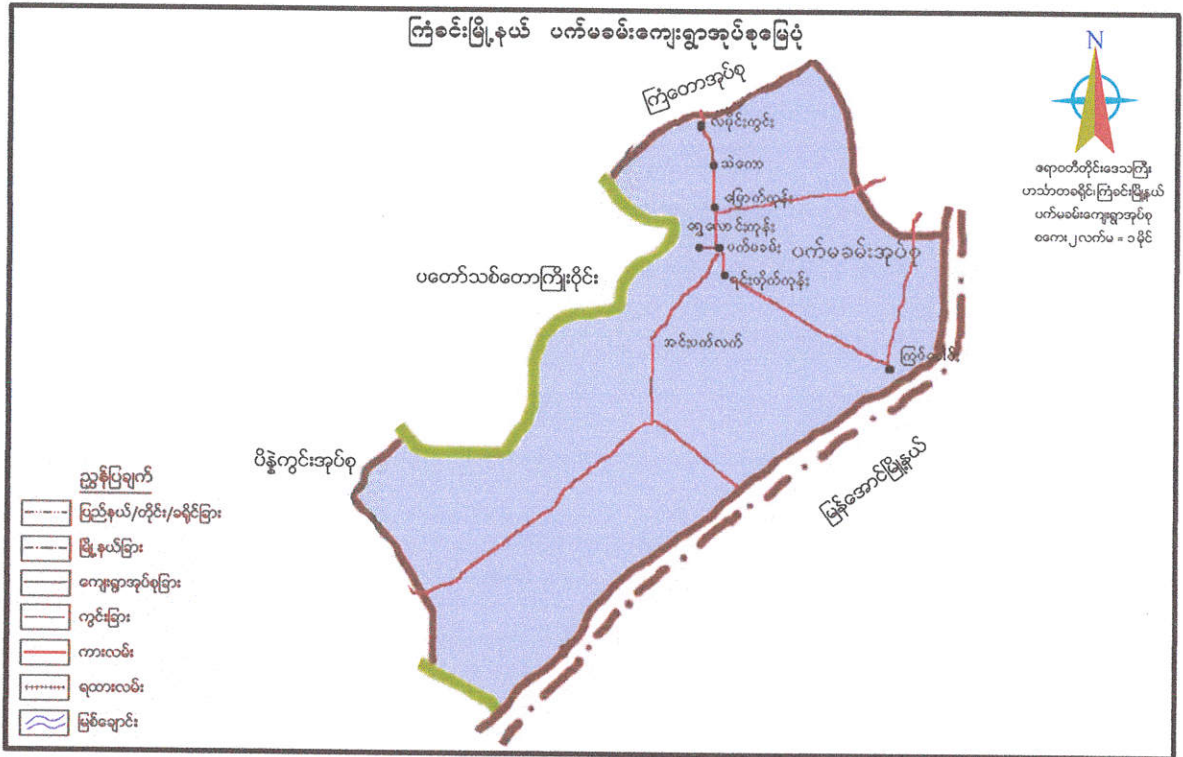 ကြံခင်းမြို့နယ် ပက်မခမ်းကျေးရွာအုပ်စုမြေပုံ
N
ဧရာဝတီတိုင်းဒေသကြီး
ဟင်္သာတခရိုင်၊ကြံခင်းမြို့နယ်
ပက်မခမ်းကျေးရွာအုပ်စု
စကေး ၂လက်မ = ၁မိုင်
ကြံတောအုပ်စု
လမိုင်းကွင်း
သဲကော
မြောက်ကုန်း
ရွှေလောင်းကုန်း
ပက်မခမ်း
ပက်မခမ်းအုပ်စု
ရင်းတိုက်ကုန်း
ပတော်သစ်တောကြိုးဝိုင်း
အင်းပက်လက်
ပိန္နဲကွင်းအုပ်စု
မြန်အောင်မြို့နယ်
ညွှန်ပြချက်
ပြည်နယ်/တိုင်း/ခရိုင်ခြား
မြို့နယ်ခြား
ကျေးရွာအုပ်စုခြား
ကွင်းခြား
ကားလမ်း
ရထားလမ်း
မြစ်ချောင်း